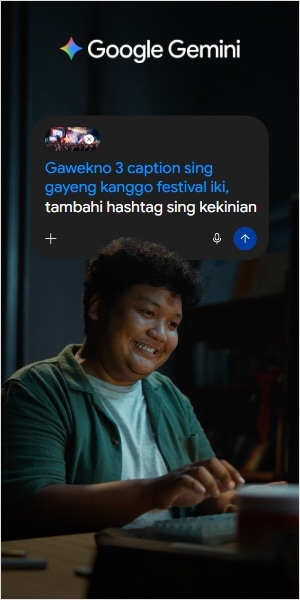 Google Gemini
Gawekno 3 caption sing
gayeng kanggo festival iki,
tambahi hashtag sing kekinian